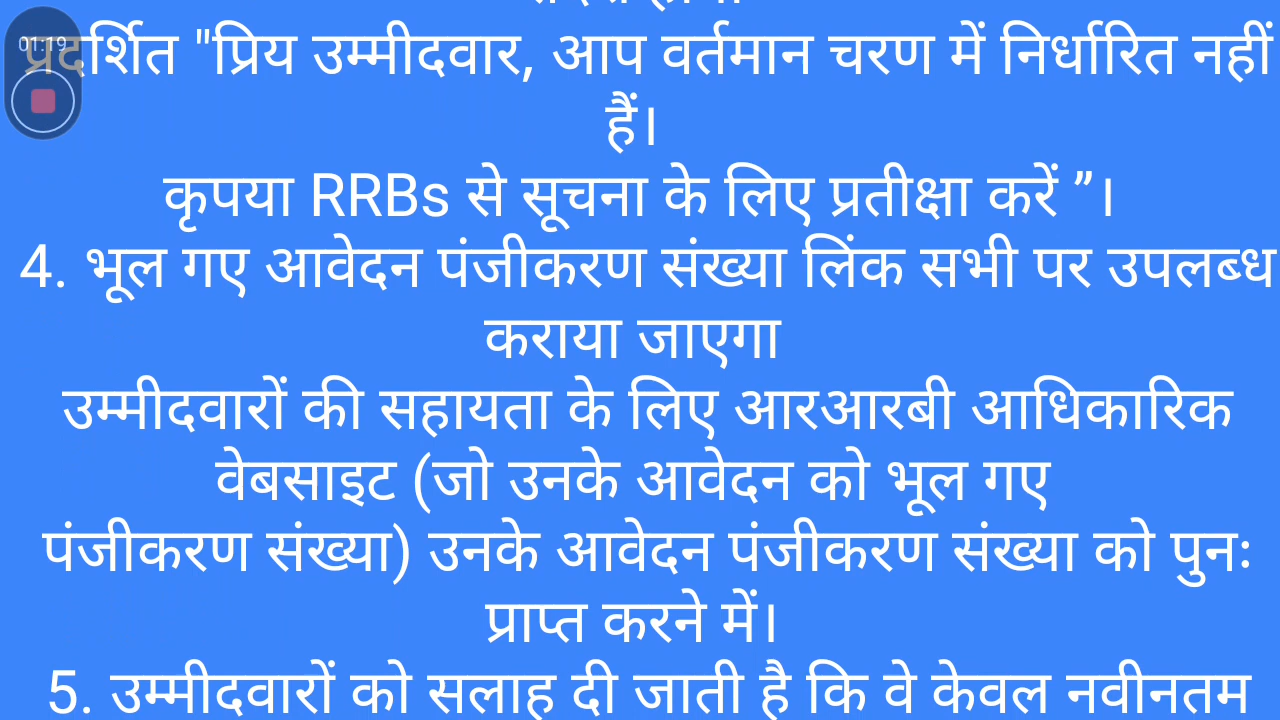 01:19
प्रदर्शित "प्रिय उम्मीदवार, आप वर्तमान चरण में निर्धारित नहीं
हैं।
कृपया RRBs से सूचना के लिए प्रतीक्षा करें ”।
4. भूल गए आवेदन पंजीकरण संख्या लिंक सभी पर उपलब्ध
कराया जाएगा
उम्मीदवारों की सहायता के लिए आरआरबी आधिकारिक
वेबसाइट (जो उनके आवेदन को भूल गए
पंजीकरण संख्या) उनके आवेदन पंजीकरण संख्या को पुनः
प्राप्त करने में।
5. उम्मीदवारों को सलाह दी जाती है कि वे केवल नवीनतम